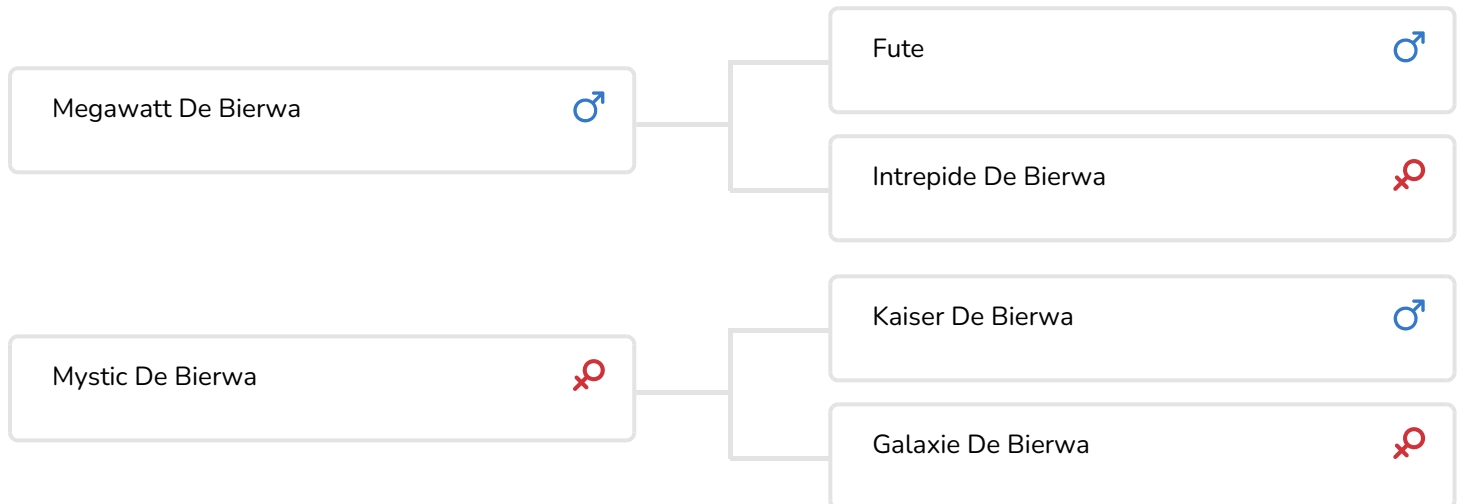 Fute
Megawatt De Bierwa
Intrepide De Bierwa
Kaiser De Bierwa
Mystic De Bierwa
Galaxie De Bierwa